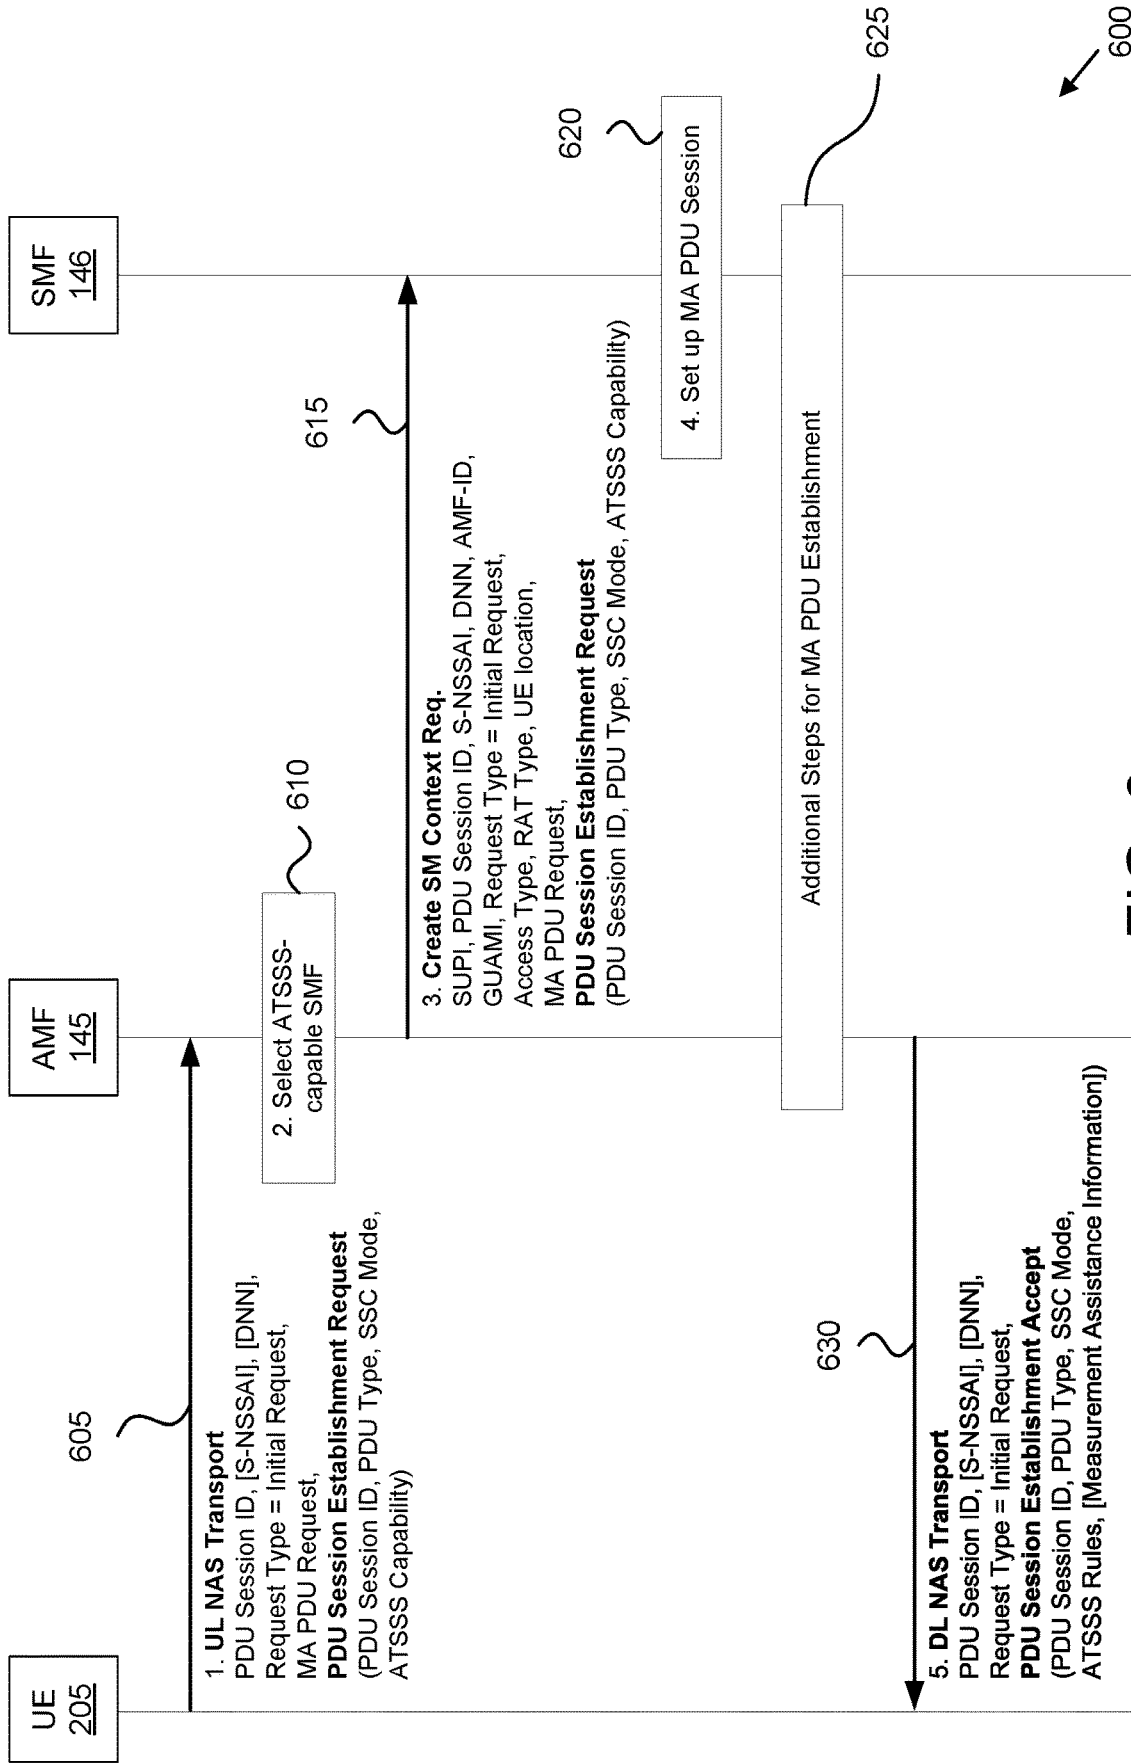 UE
205
AMF
145
SMF
146
605
1. UL NAS Transport
PDU Session ID, [S-NSSAI], [DNN],
Request Type = Initial Request,
MA PDU Request,
PDU Session Establishment Request
(PDU Session ID, PDU Type, SSC Mode,
ATSSS Capability)
2. Select ATSSS-
capable SMF
610
615
3. Create SM Context Req.
SUPI, PDU Session ID, S-NSSAI, DNN, AMF-ID,
GUAMI, Request Type = Initial Request,
Access Type, RAT Type, UE location,
MA PDU Request,
PDU Session Establishment Request
(PDU Session ID, PDU Type, SSC Mode, ATSSS Capability)
620
4. Set up MA PDU Session
Additional Steps for MA PDU Establishment
625
630
5. DL NAS Transport
PDU Session ID, [S-NSSAI], [DNN],
Request Type = Initial Request,
PDU Session Establishment Accept
(PDU Session ID, PDU Type, SSC Mode,
ATSSS Rules, [Measurement Assistance Information])
600